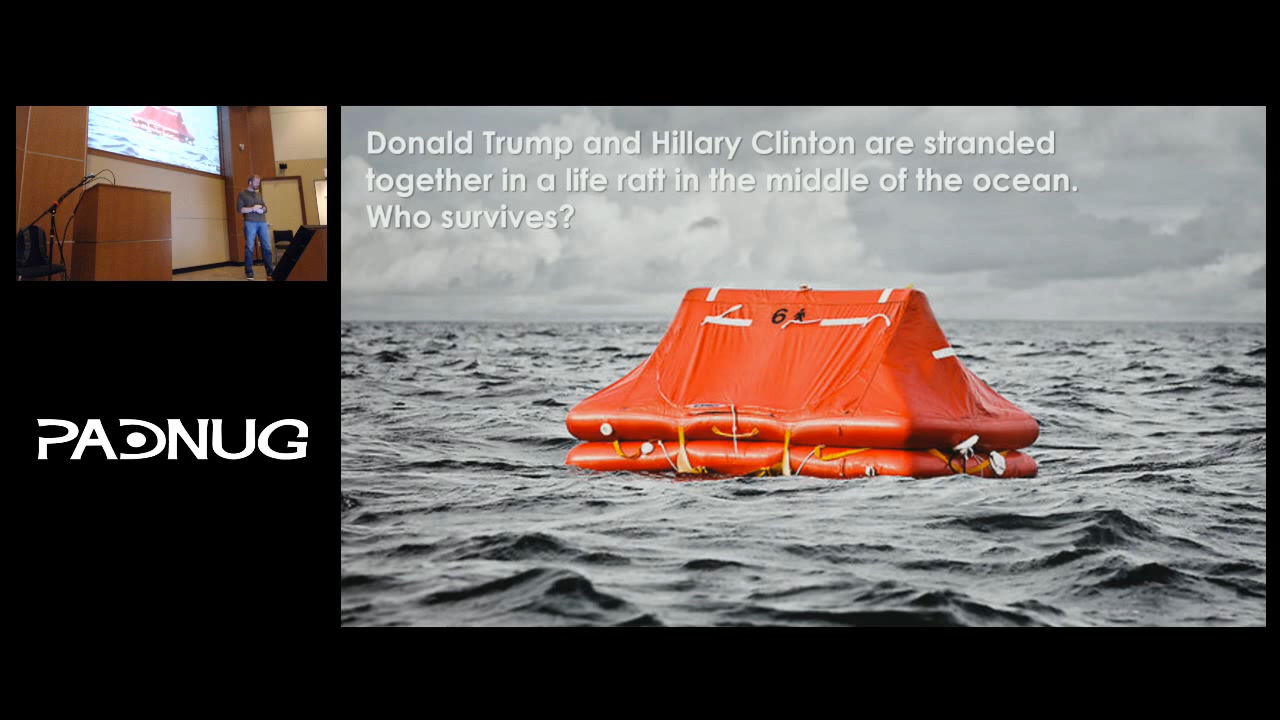 Donald Trump and Hillary Clinton are stranded
together in a life raft in the middle of the ocean.
Who survives?
6
PADNUG